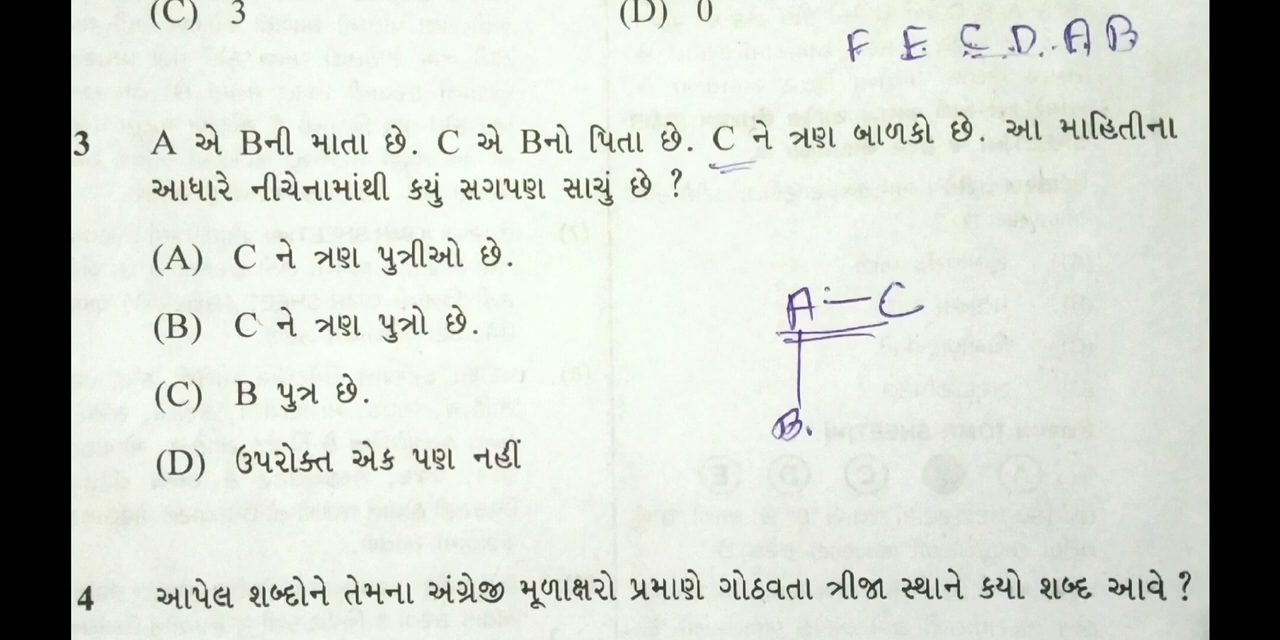 (C) 3 (D) 0
F E C D. A B
3 A એ Bની માતા છે. C એ Bનો પિતા છે. C ને ત્રણ બાળકો છે. આ માહિતીના
આધારે નીચેનામાંથી કયું સગપણ સાચું છે ?
(A) C ને ત્રણ પુત્રીઓ છે.
(B) C ને ત્રણ પુત્રો છે.
A - C
(C) B પુત્ર છે.
B.
(D) ઉપરોક્ત એક પણ નહીં
4 આપેલ શબ્દોને તેમના અંગ્રેજી મૂળાક્ષરો પ્રમાણે ગોઠવતા ત્રીજા સ્થાને કયો શબ્દ આવે ?